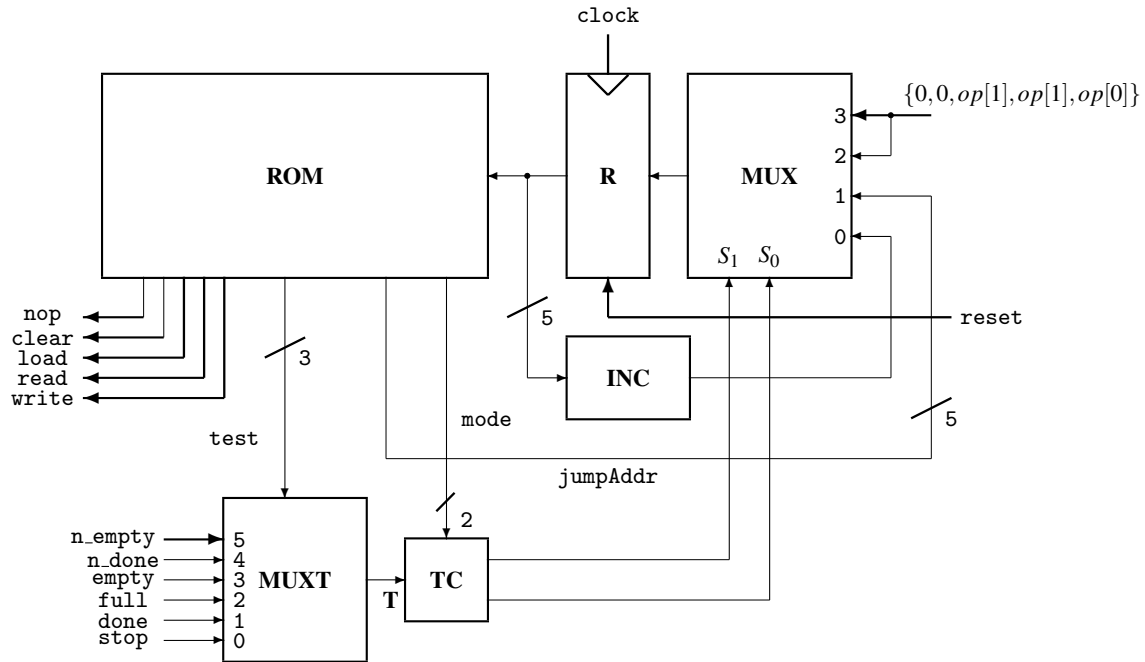 clock
{0,0,op[1],op[1],op[0]}
ROM
R
MUX
3
2
1
0
S1 S0
nop
clear
load
read
write
3
5
reset
INC
5
test
mode
jumpAddr
2
n_empty 5
n_done 4
empty 3
full 2
done 1
stop 0
MUXT
T
TC